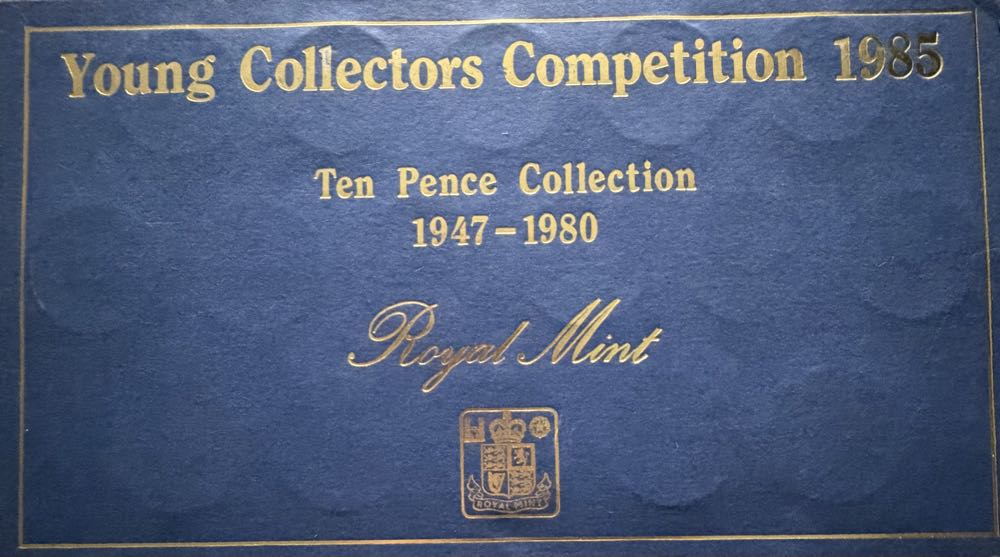 Young Collectors Competition 1985
Ten Pence Collection
1947-1980
Royal Mint
ROYAL MINT